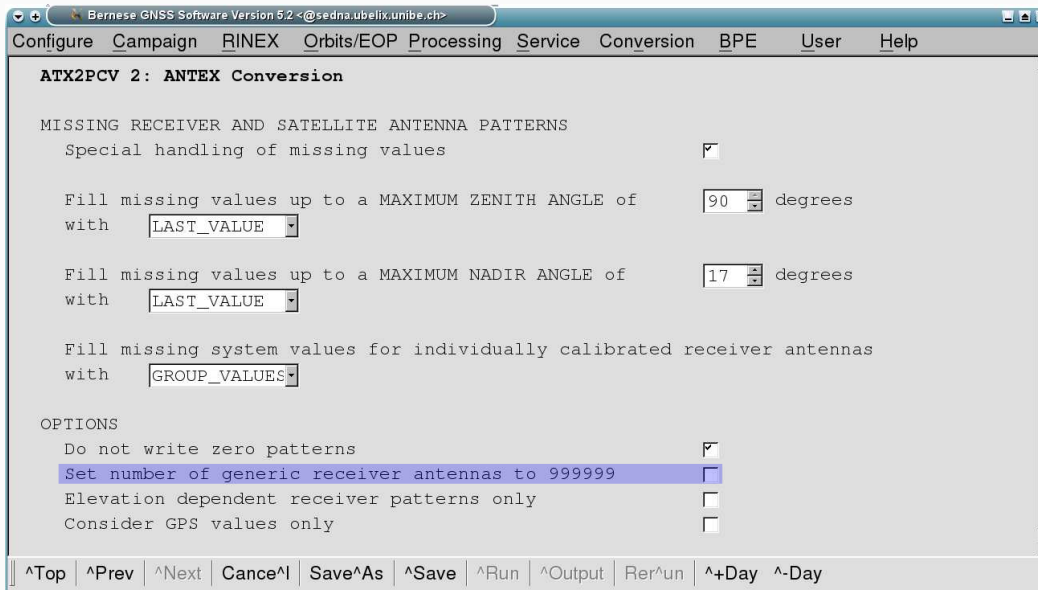 Bernese GNSS Software Version 5.2 <@sedna.ubelix.unibe.ch>
Configure Campaign RINEX Orbits/EOP Processing Service Conversion BPE User Help
ATX2PCV 2: ANTEX Conversion
MISSING RECEIVER AND SATELLITE ANTENNA PATTERNS
Special handling of missing values
Fill missing values up to a MAXIMUM ZENITH ANGLE of 90 degrees
with LAST_VALUE
Fill missing values up to a MAXIMUM NADIR ANGLE of 17 degrees
with LAST_VALUE
Fill missing system values for individually calibrated receiver antennas
with GROUP_VALUES
OPTIONS
Do not write zero patterns
Set number of generic receiver antennas to 999999
Elevation dependent receiver patterns only
Consider GPS values only
^Top ^Prev ^Next Cance^l Save^As ^Save ^Run ^Output Rer^un ^+Day ^-Day